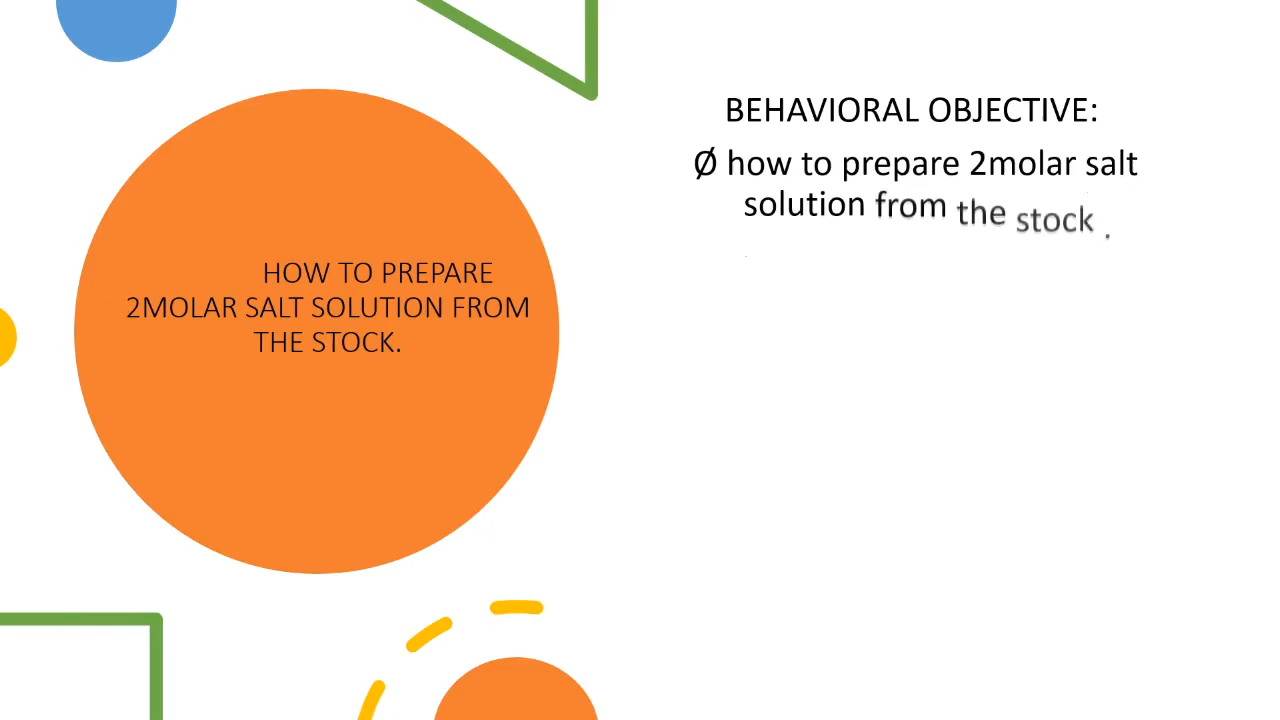 HOW TO PREPARE
2MOLAR SALT SOLUTION FROM
THE STOCK.
BEHAVIORAL OBJECTIVE:
Ø how to prepare 2molar salt
solution from the stock .